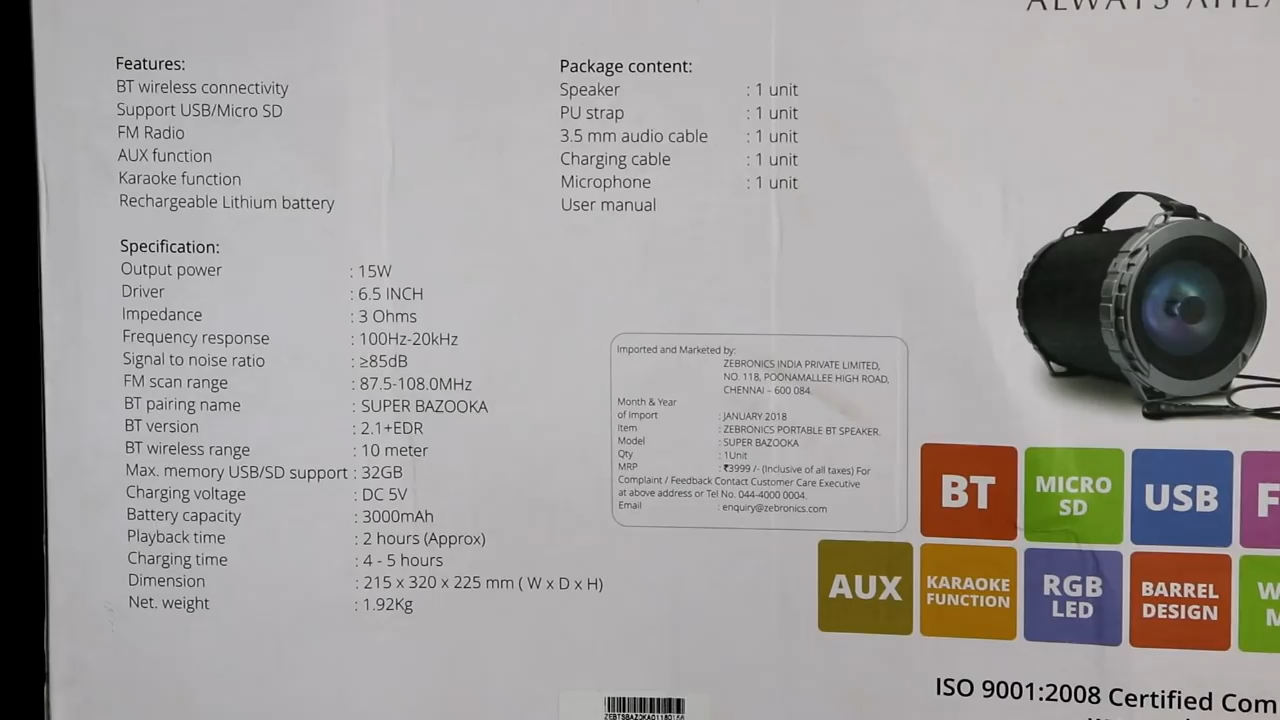 ALWAYS
Features:
BT wireless connectivity
Support USB/Micro SD
FM Radio
AUX function
Karaoke function
Rechargeable Lithium battery
Specification:
Output power : 15W
Driver : 6.5 INCH
Impedance : 3 Ohms
Frequency response : 100Hz-20kHz
Signal to noise ratio : ≥85dB
FM scan range : 87.5-108.0MHz
BT pairing name : SUPER BAZOOKA
BT version : 2.1+EDR
BT wireless range : 10 meter
Max. memory USB/SD support : 32GB
Charging voltage : DC 5V
Battery capacity : 3000mAh
Playback time : 2 hours (Approx)
Charging time : 4 - 5 hours
Dimension : 215 x 320 x 225 mm ( W x D x H)
Net. weight : 1.92Kg
Package content:
Speaker : 1 unit
PU strap : 1 unit
3.5 mm audio cable : 1 unit
Charging cable : 1 unit
Microphone : 1 unit
User manual
Imported and Marketed by:
ZEBRONICS INDIA PRIVATE LIMITED,
NO. 118, POONAMALLEE HIGH ROAD,
CHENNAI – 600 084.
Month & Year
of Import : JANUARY 2018
Item : ZEBRONICS PORTABLE BT SPEAKER.
Model : SUPER BAZOOKA
Qty : 1Unit
MRP : ₹3999 /- (Inclusive of all taxes) For
Complaint / Feedback Contact Customer Care Executive
at above address or Tel No. 044-4000 0004.
Email : enquiry@zebronics.com
BT
MICRO
SD
USB
F
AUX
KARAOKE
FUNCTION
RGB
LED
BARREL
DESIGN
W
M
ISO 9001:2008 Certified Com